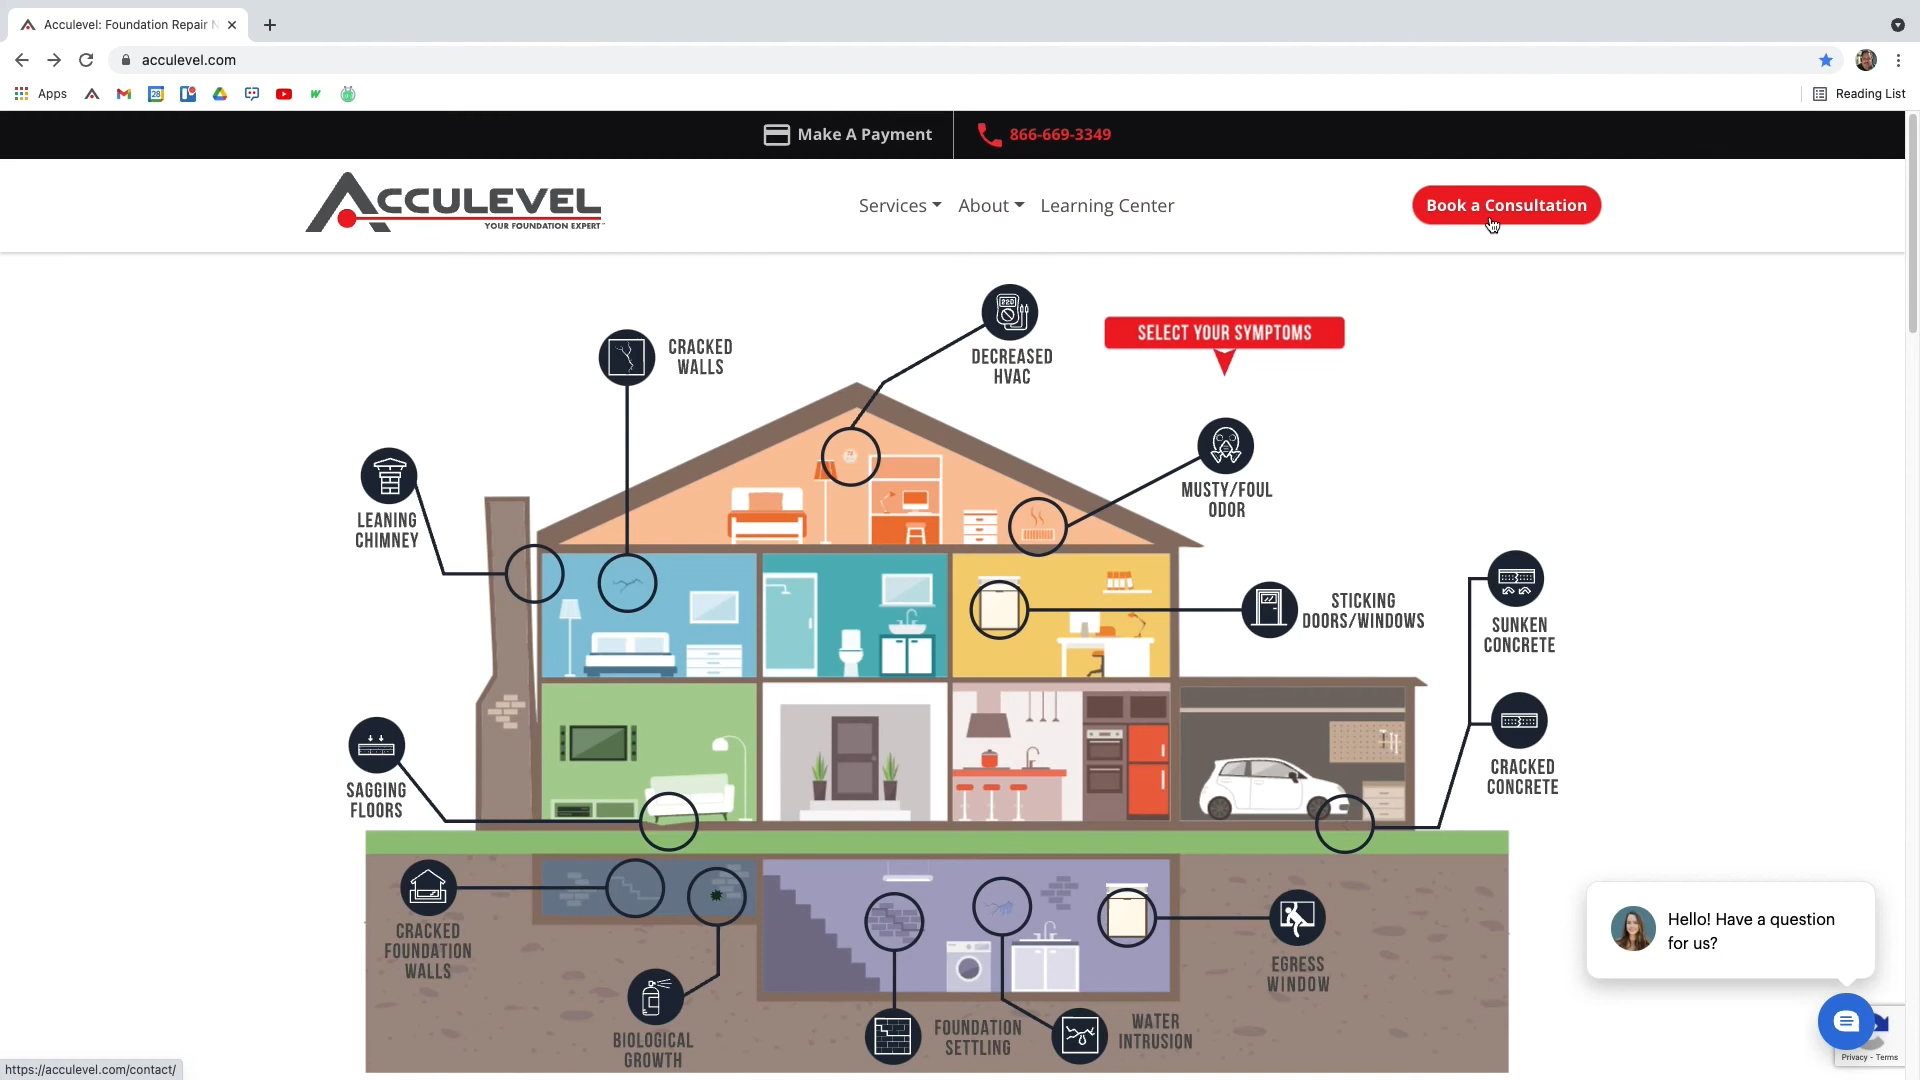 Acculevel: Foundation Repair N
acculevel.com
Apps
28
Reading List
Make A Payment
866-669-3349
ACCULEVEL
YOUR FOUNDATION EXPERT™
Services
About
Learning Center
Book a Consultation
SELECT YOUR SYMPTOMS
CRACKED
WALLS
DECREASED
HVAC
MUSTY/FOUL
ODOR
LEANING
CHIMNEY
STICKING
DOORS/WINDOWS
SUNKEN
CONCRETE
CRACKED
CONCRETE
SAGGING
FLOORS
CRACKED
FOUNDATION
WALLS
BIOLOGICAL
GROWTH
FOUNDATION
SETTLING
WATER
INTRUSION
EGRESS
WINDOW
Hello! Have a question
for us?
Privacy - Terms
https://acculevel.com/contact/